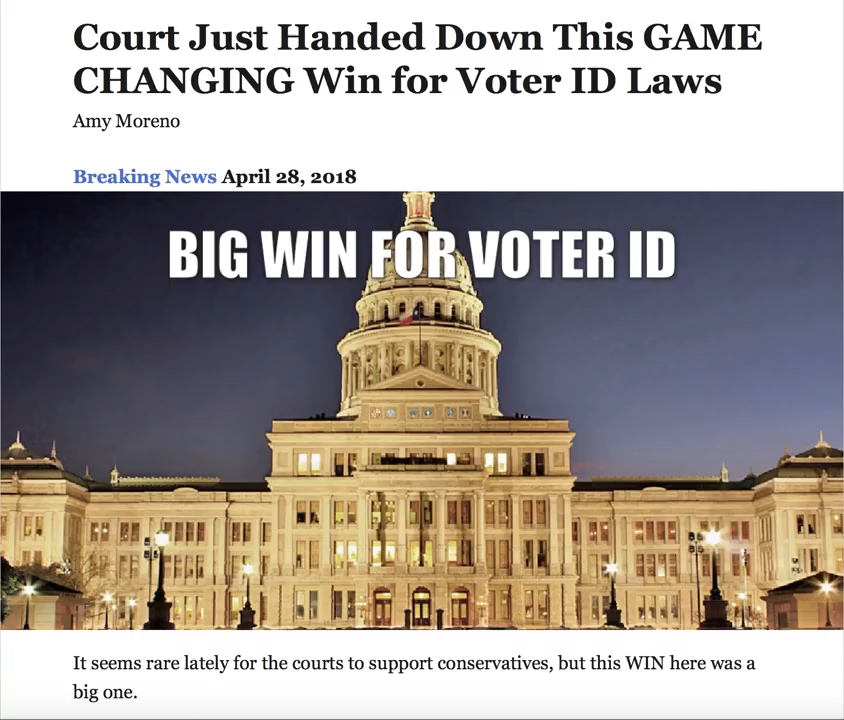 Court Just Handed Down This GAME
CHANGING Win for Voter ID Laws
Amy Moreno
Breaking News April 28, 2018
BIG WIN FOR VOTER ID
It seems rare lately for the courts to support conservatives, but this WIN here was a
big one.